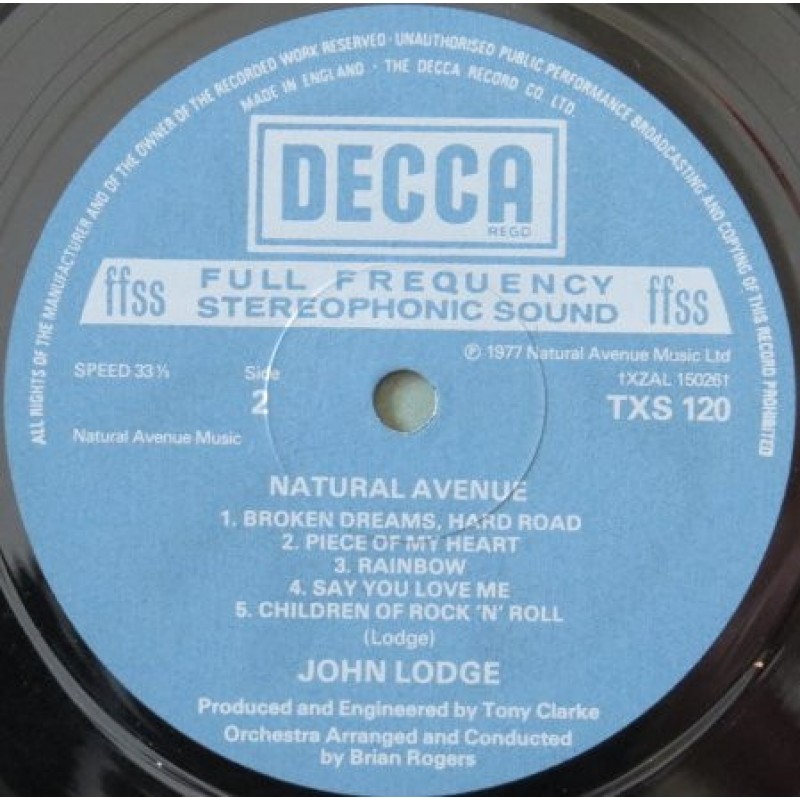 ALL RIGHTS OF THE MANUFACTURER AND OF THE OWNER OF THE RECORDED WORK RESERVED · UNAUTHORISED PUBLIC PERFORMANCE BROADCASTING AND COPYING OF THIS RECORD PROHIBITED
MADE IN ENGLAND · THE DECCA RECORD CO. LTD.
DECCA
REGD
ffss FULL FREQUENCY ffss
STEREOPHONIC SOUND
℗ 1977 Natural Avenue Music Ltd
SPEED 33⅓ Side †XZAL 15026†
2 TXS 120
Natural Avenue Music
NATURAL AVENUE
1. BROKEN DREAMS, HARD ROAD
2. PIECE OF MY HEART
3. RAINBOW
4. SAY YOU LOVE ME
5. CHILDREN OF ROCK 'N' ROLL
(Lodge)
JOHN LODGE
Produced and Engineered by Tony Clarke
Orchestra Arranged and Conducted
by Brian Rogers